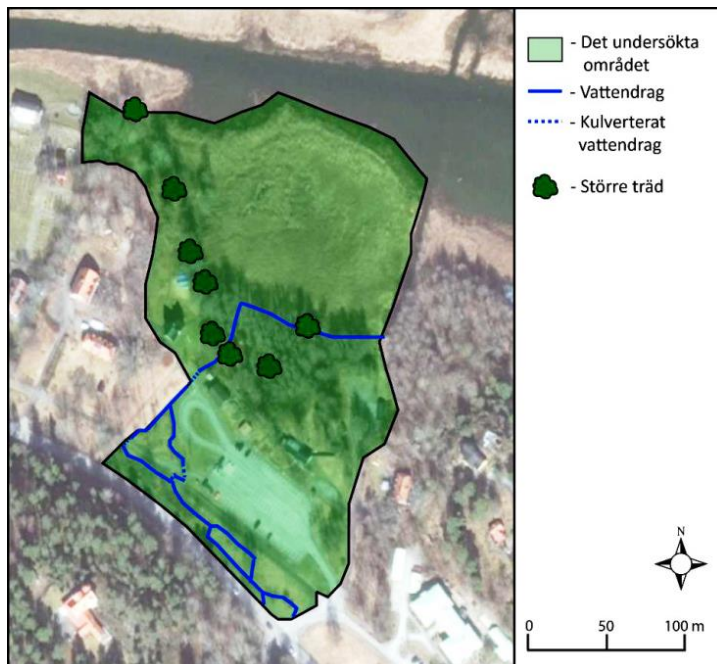 - Det undersökta
området
- Vattendrag
- Kulverterat
vattendrag
- Större träd
N
0 50 100 m